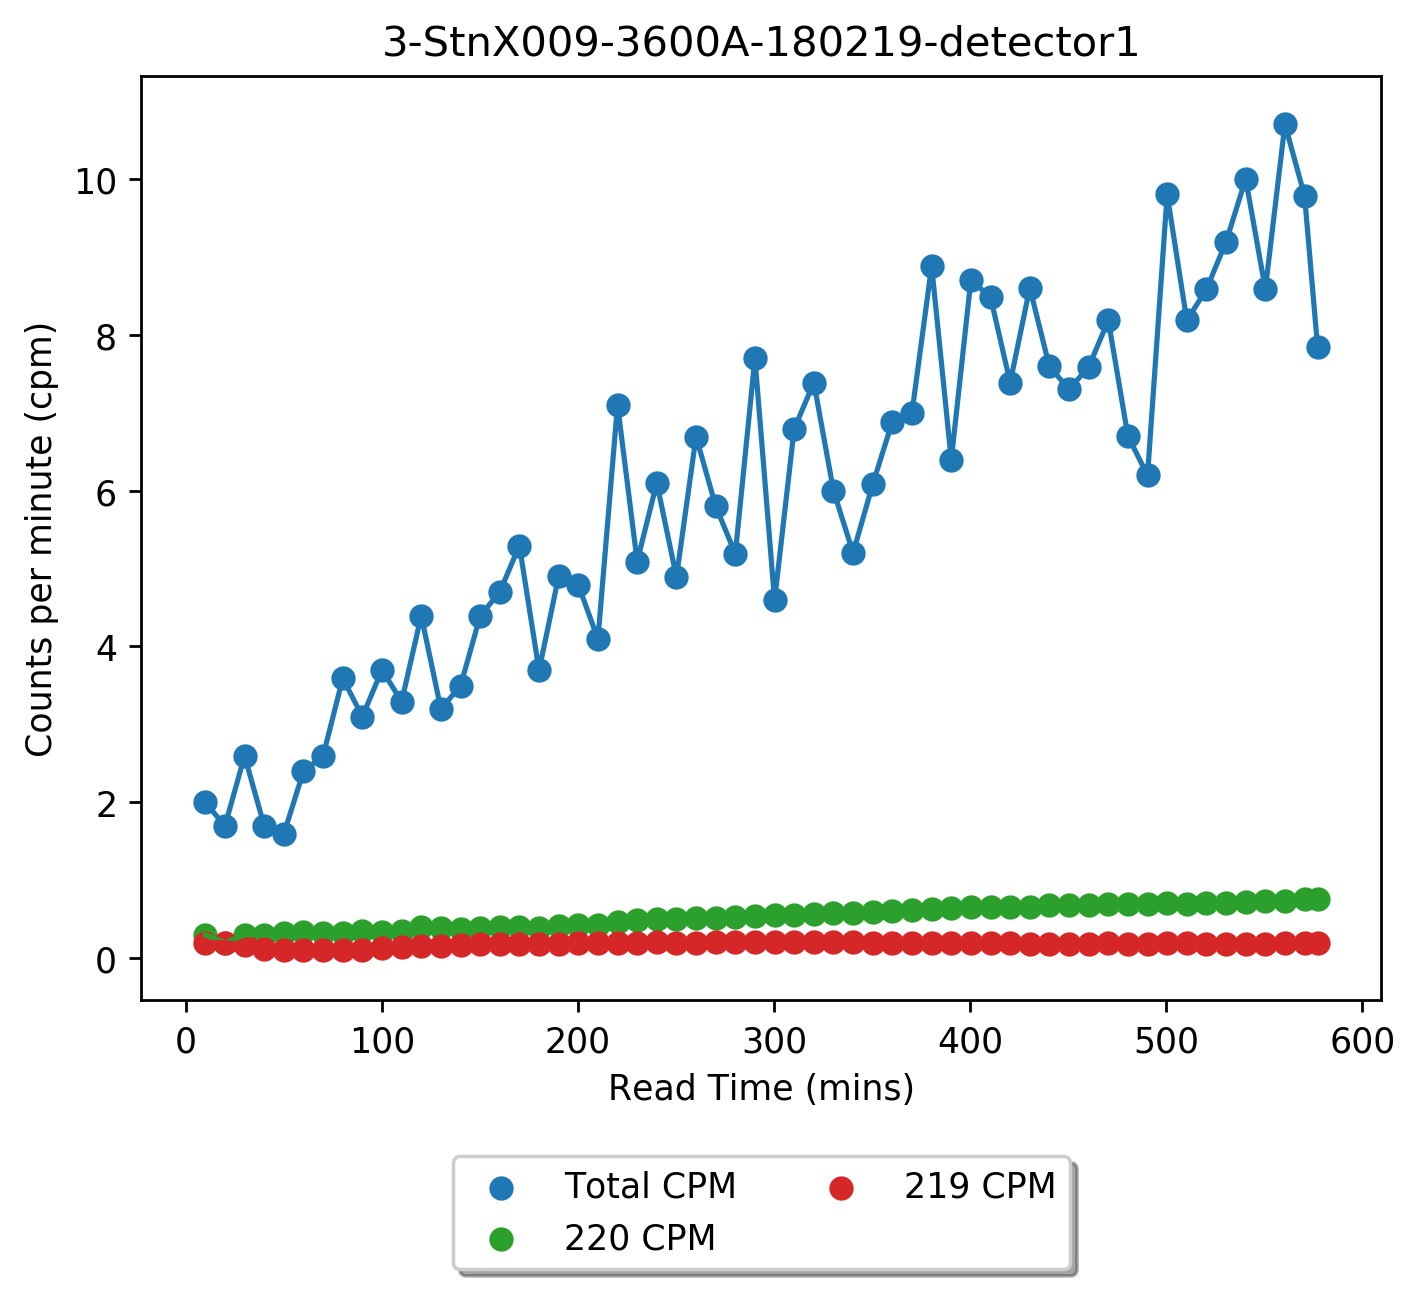 3-StnX009-3600A-180219-detector1
Counts per minute (cpm)
10
8
6
4
2
0
0 100 200 300 400 500 600
Read Time (mins)
Total CPM 219 CPM
220 CPM